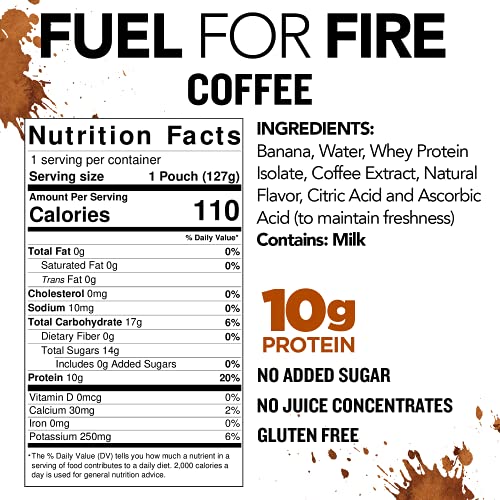 FUEL FOR FIRE
COFFEE
Nutrition Facts
1 serving per container
Serving size 1 Pouch (127g)
Amount Per Serving
Calories 110
% Daily Value*
Total Fat 0g 0%
Saturated Fat 0g 0%
Trans Fat 0g
Cholesterol 0mg 0%
Sodium 10mg 0%
Total Carbohydrate 17g 6%
Dietary Fiber 0g 0%
Total Sugars 14g
Includes 0g Added Sugars 0%
Protein 10g 20%
Vitamin D 0mcg 0%
Calcium 30mg 2%
Iron 0mg 0%
Potassium 250mg 6%
*The % Daily Value (DV) tells you how much a nutrient in a
serving of food contributes to a daily diet. 2,000 calories a
day is used for general nutrition advice.
INGREDIENTS:
Banana, Water, Whey Protein
Isolate, Coffee Extract, Natural
Flavor, Citric Acid and Ascorbic
Acid (to maintain freshness)
Contains: Milk
10g
PROTEIN
NO ADDED SUGAR
NO JUICE CONCENTRATES
GLUTEN FREE